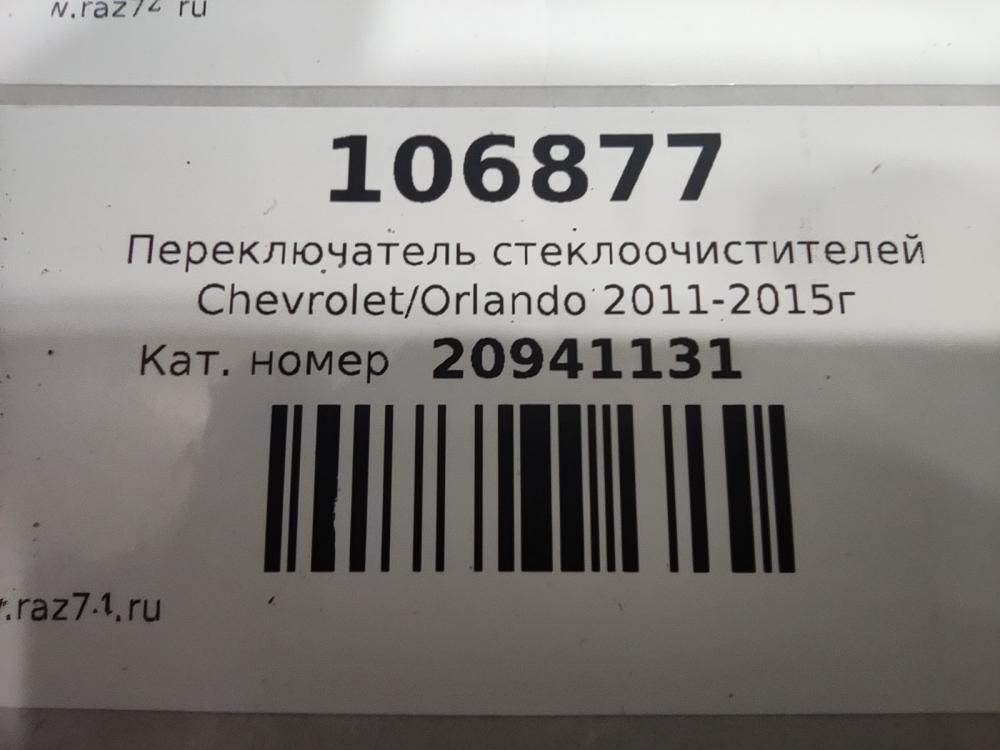 106877
Переключатель стеклоочистителей
Chevrolet/Orlando 2011-2015г
Кат. номер 20941131